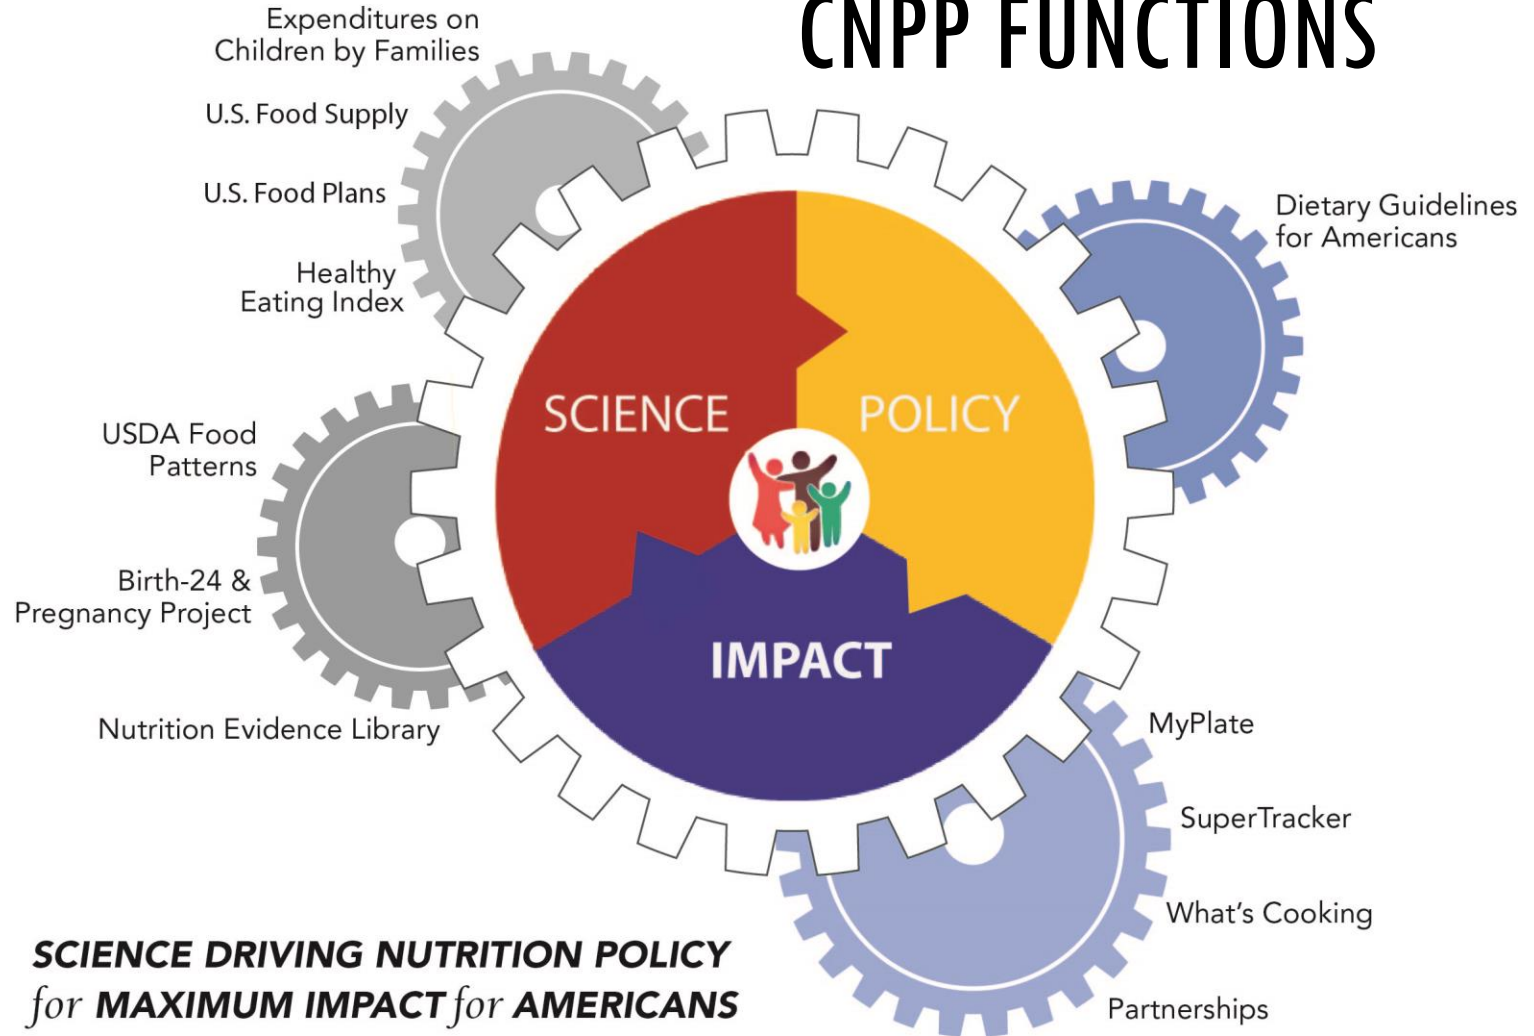 CNPP FUNCTIONS
Expenditures on
Children by Families
U.S. Food Supply
U.S. Food Plans
Healthy
Eating Index
USDA Food
Patterns
Birth-24 &
Pregnancy Project
Nutrition Evidence Library
SCIENCE
POLICY
IMPACT
Dietary Guidelines
for Americans
MyPlate
SuperTracker
What's Cooking
Partnerships
SCIENCE DRIVING NUTRITION POLICY
for MAXIMUM IMPACT for AMERICANS